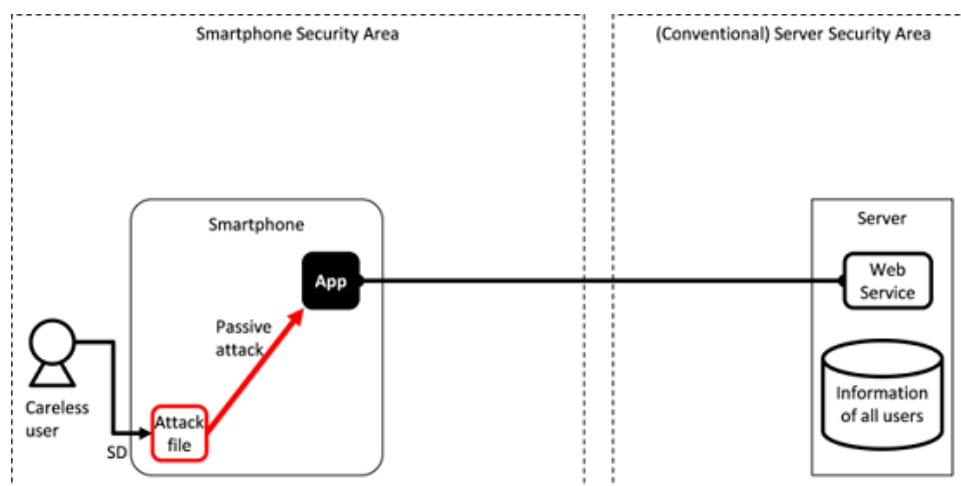 Smartphone Security Area
(Conventional) Server Security Area
Smartphone
Server
App
Web
Service
Passive
attack
Information
of all users
Careless
user
SD
Attack
file